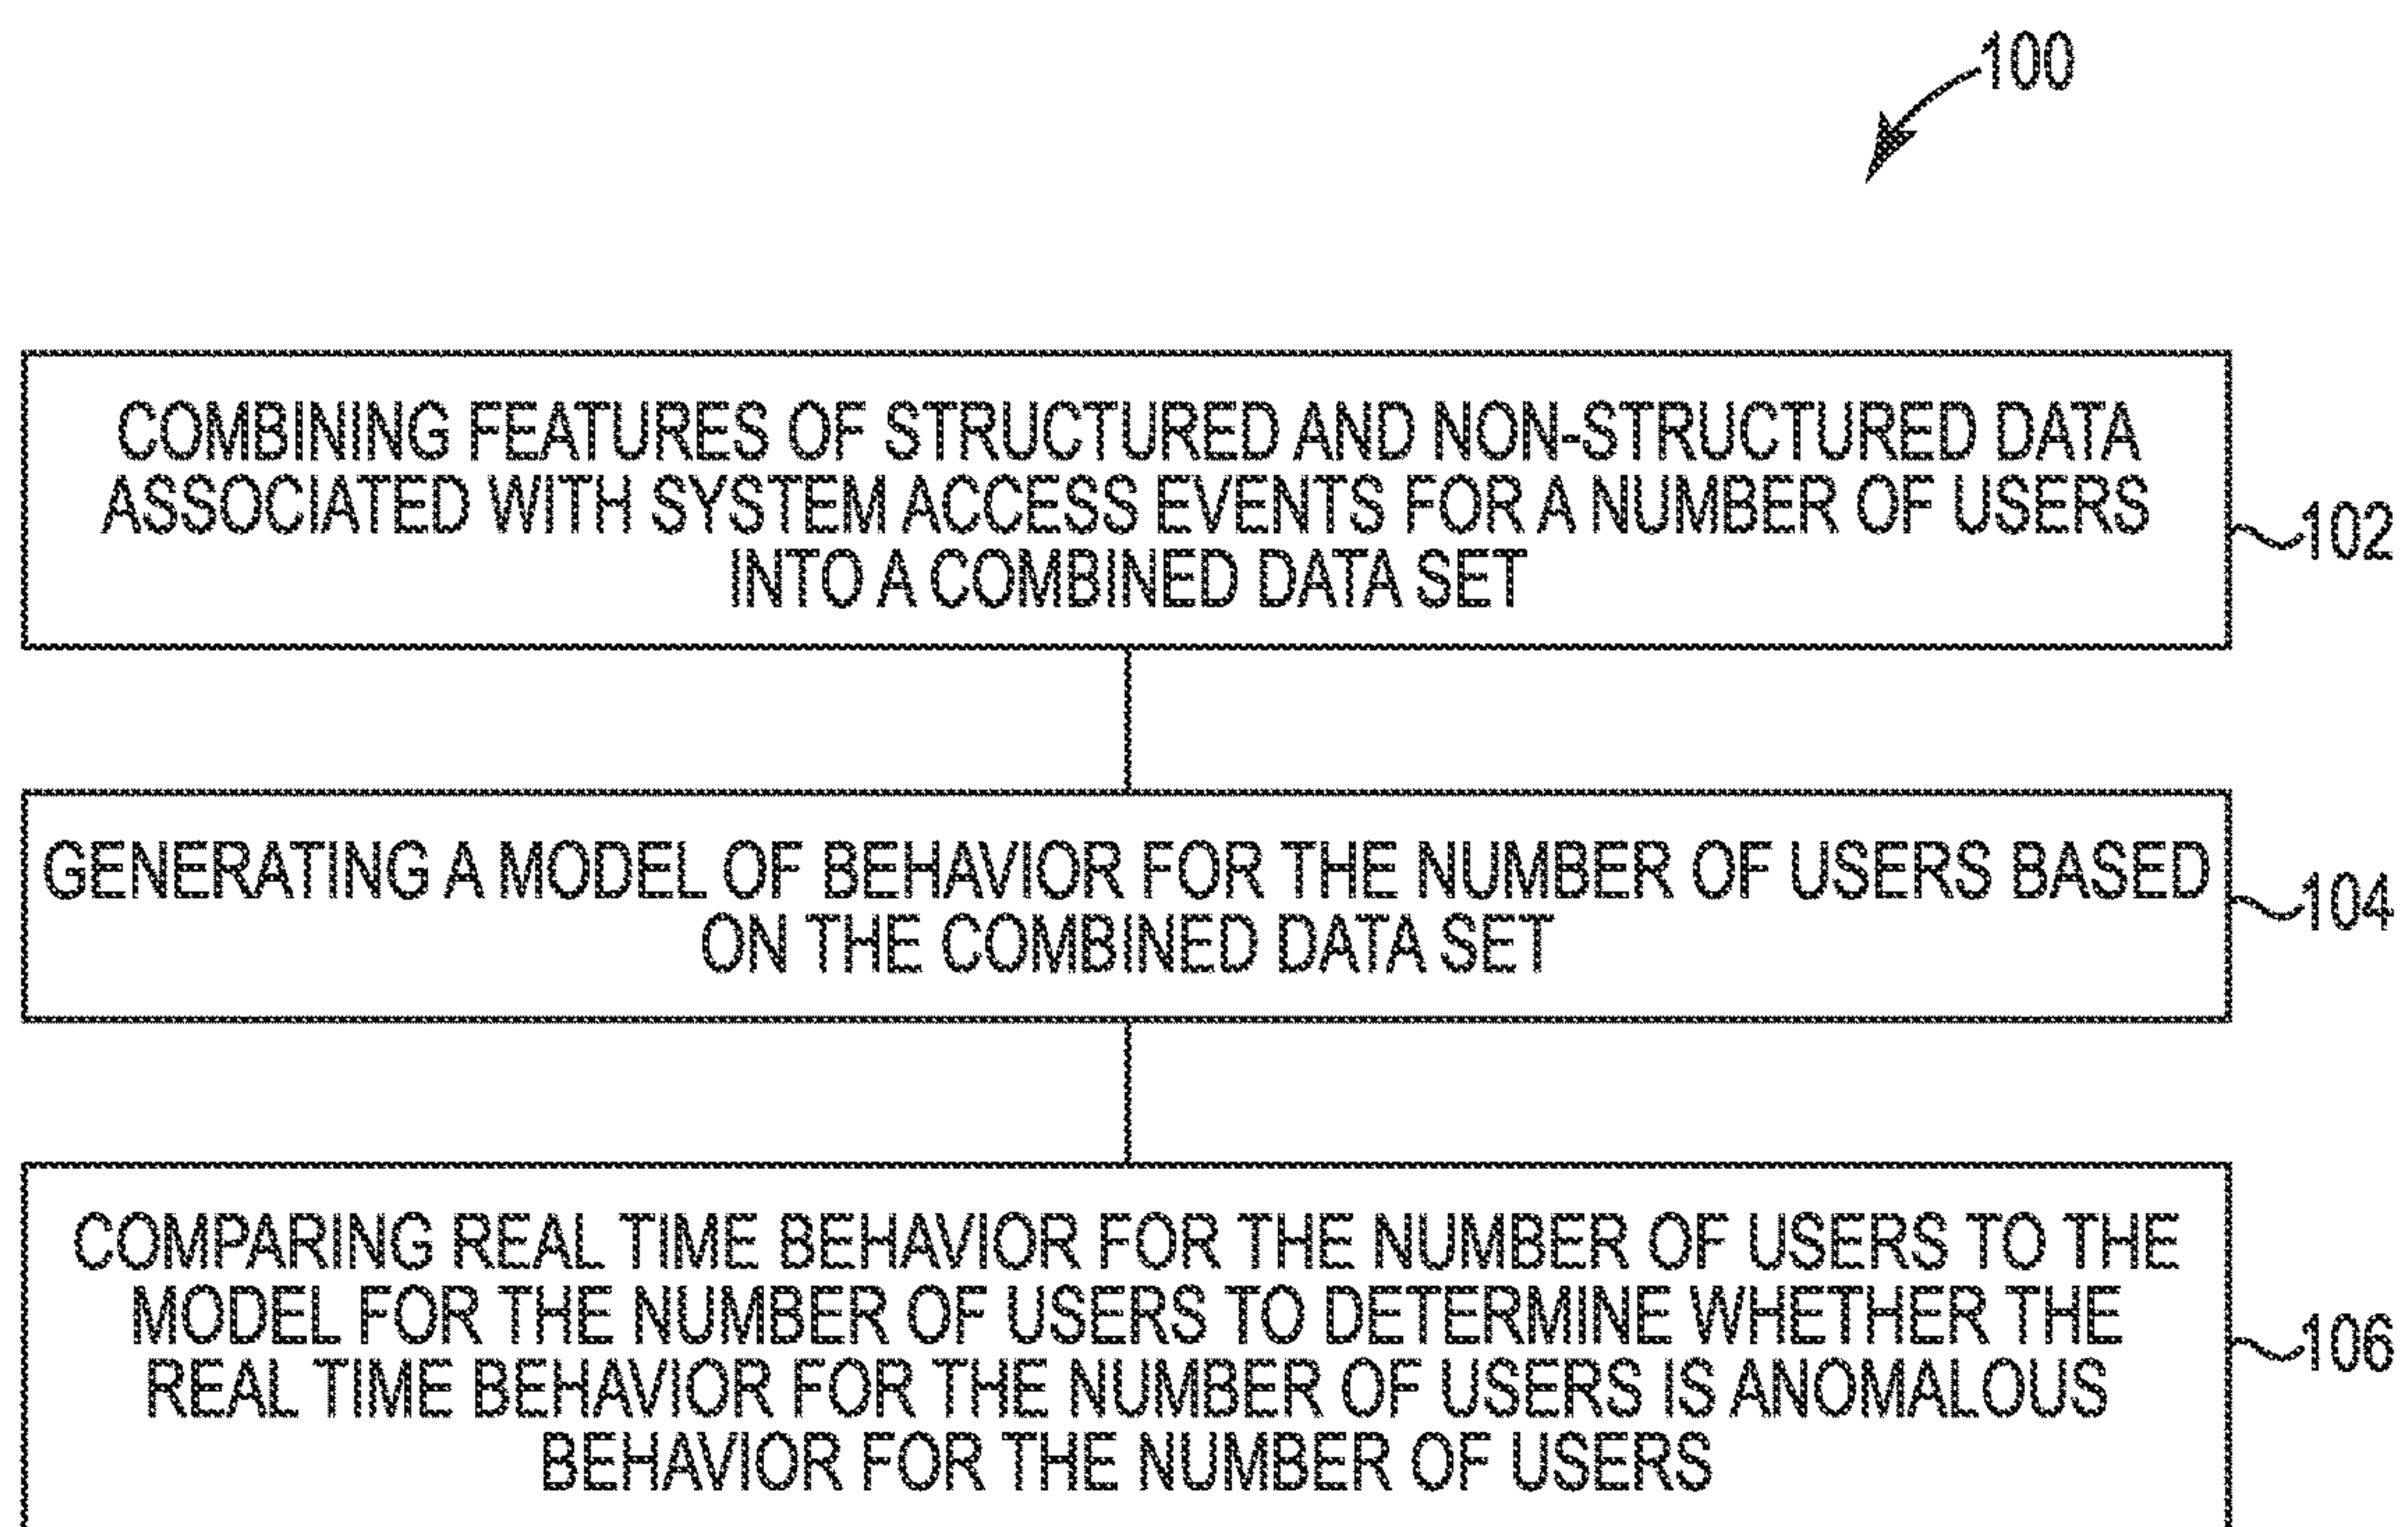 100
COMBINING FEATURES OF STRUCTURED AND NON-STRUCTURED DATA
ASSOCIATED WITH SYSTEM ACCESS EVENTS FOR A NUMBER OF USERS
INTO A COMBINED DATA SET
102
GENERATING A MODEL OF BEHAVIOR FOR THE NUMBER OF USERS BASED
ON THE COMBINED DATA SET
104
COMPARING REAL TIME BEHAVIOR FOR THE NUMBER OF USERS TO THE
MODEL FOR THE NUMBER OF USERS TO DETERMINE WHETHER THE
REAL TIME BEHAVIOR FOR THE NUMBER OF USERS IS ANOMALOUS
BEHAVIOR FOR THE NUMBER OF USERS
106